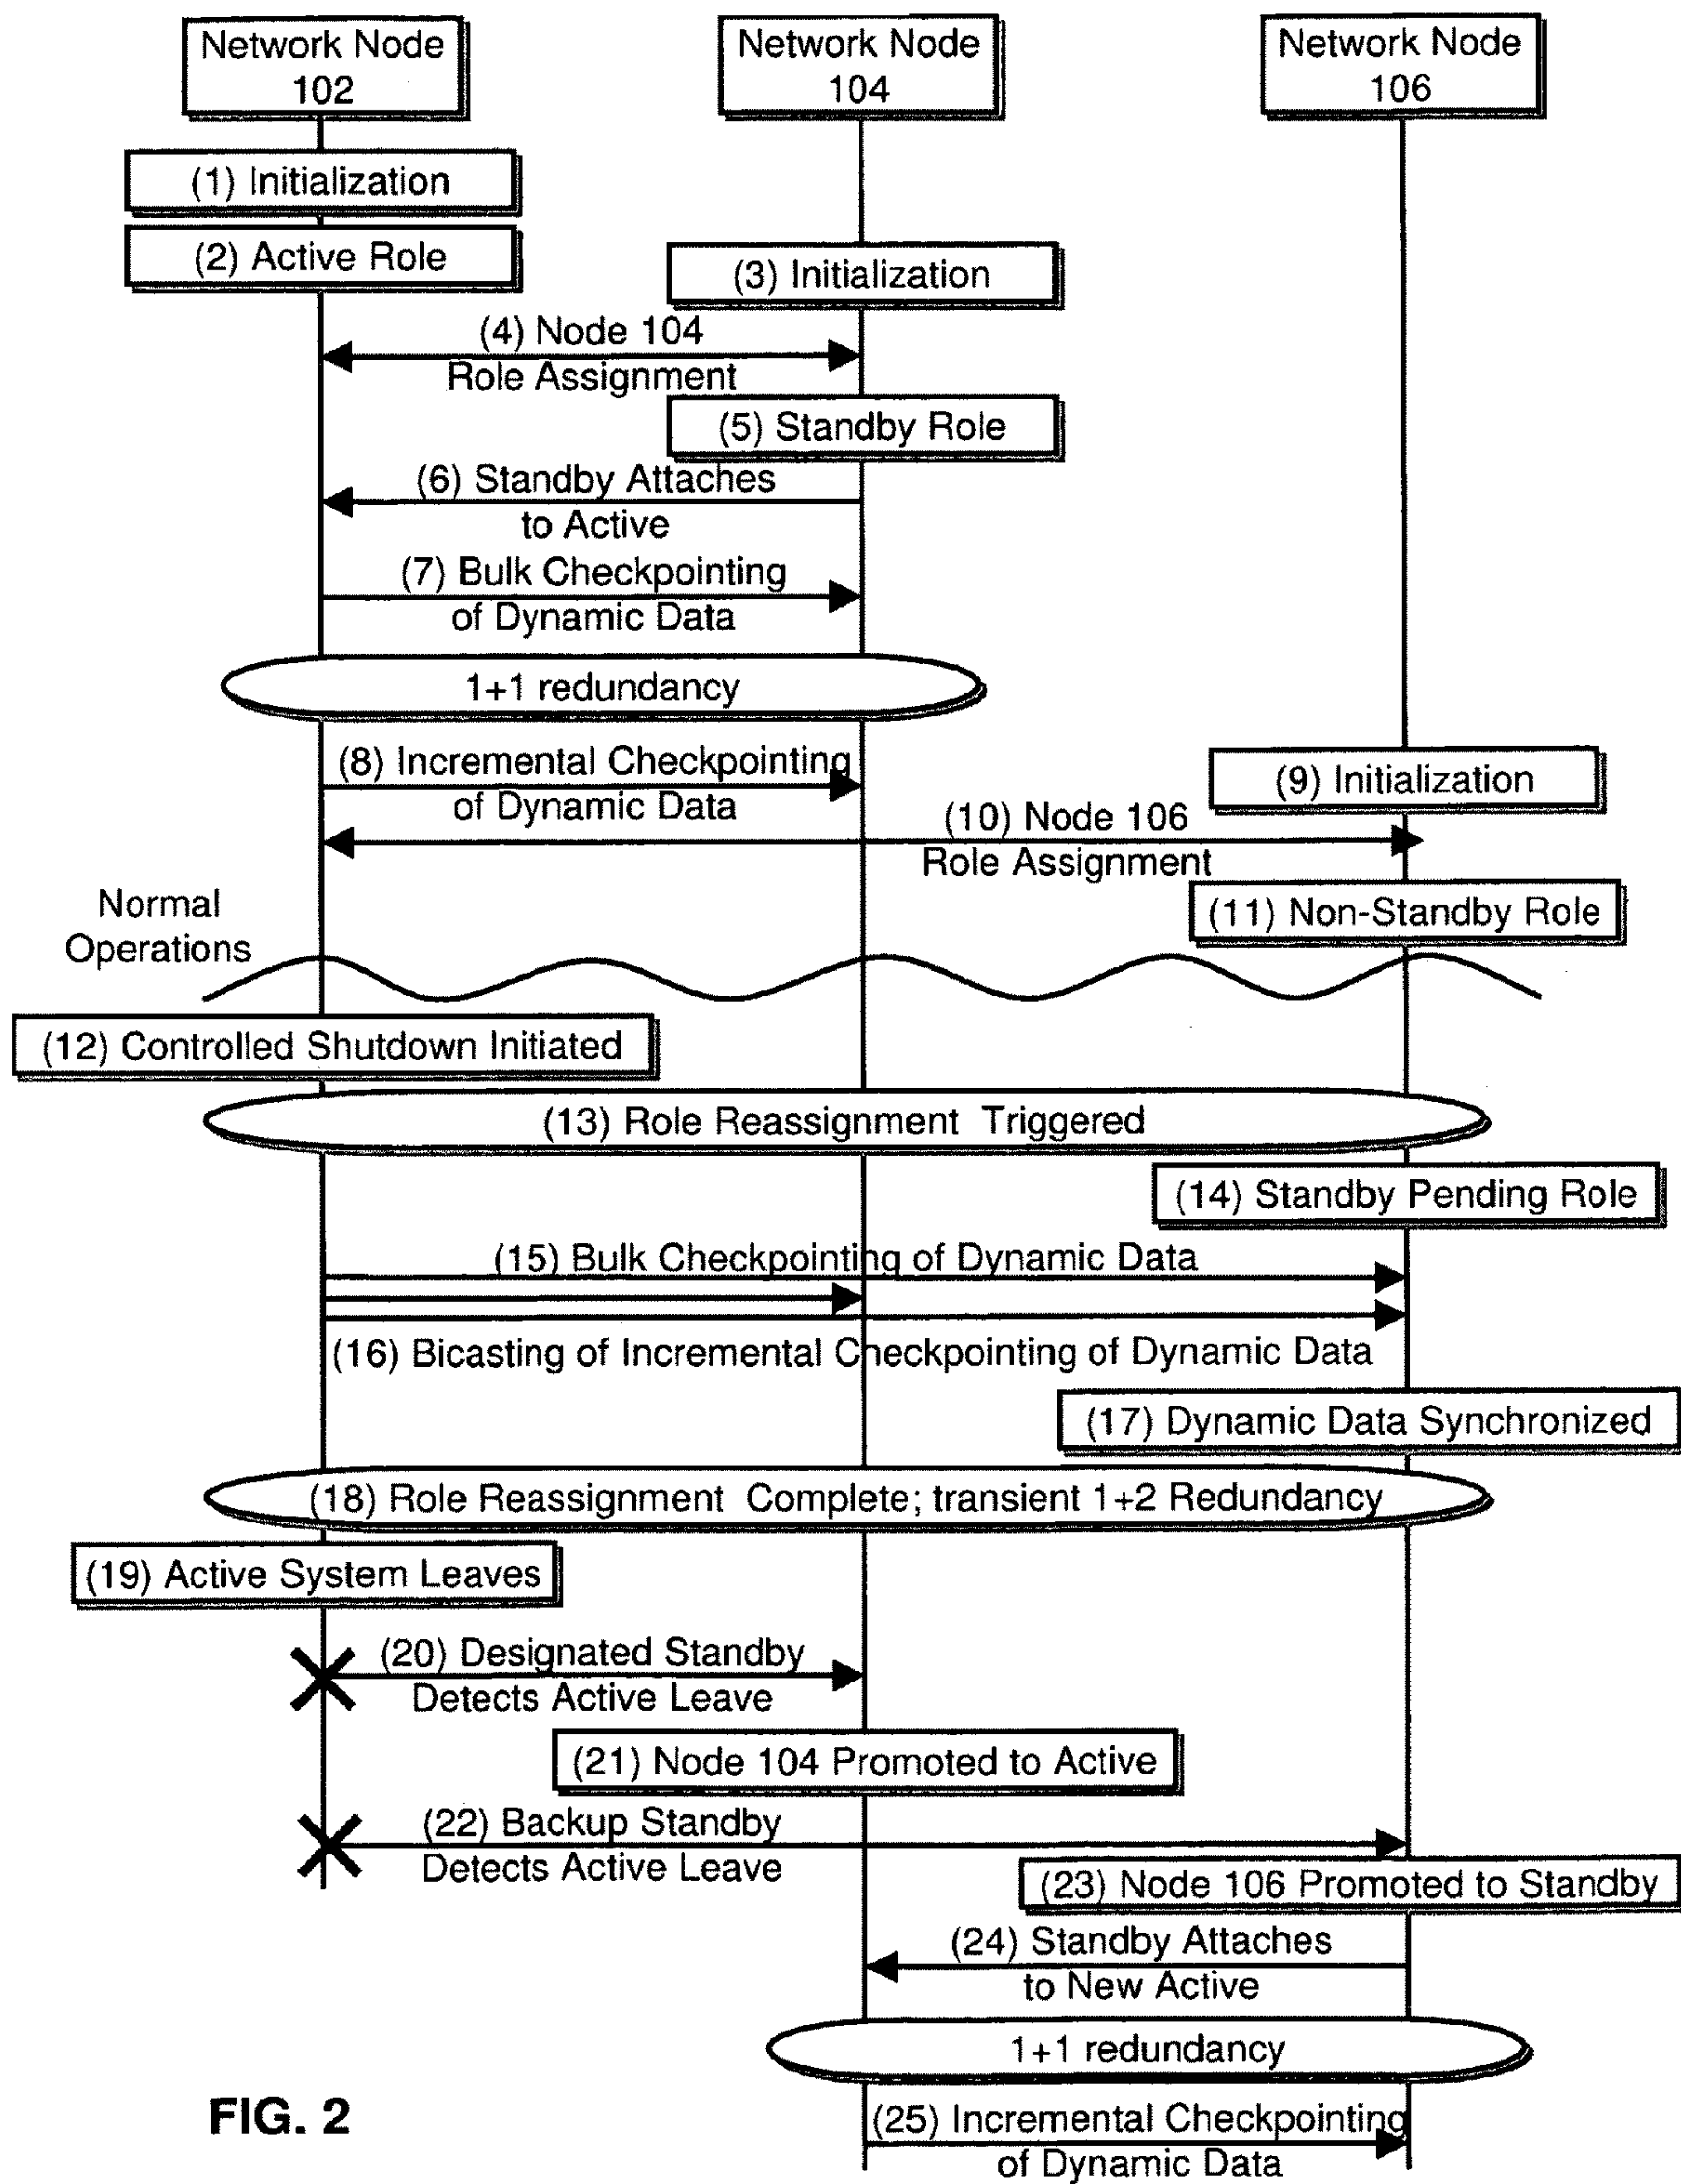 Network Node
102
Network Node
104
Network Node
106
(1) Initialization
(2) Active Role
(3) Initialization
(4) Node 104
Role Assignment
(5) Standby Role
(6) Standby Attaches
to Active
(7) Bulk Checkpointing
of Dynamic Data
1+1 redundancy
(8) Incremental Checkpointing
of Dynamic Data
(9) Initialization
(10) Node 106
Role Assignment
(11) Non-Standby Role
Normal
Operations
(12) Controlled Shutdown Initiated
(13) Role Reassignment Triggered
(14) Standby Pending Role
(15) Bulk Checkpointing of Dynamic Data
(16) Bicasting of Incremental Checkpointing of Dynamic Data
(17) Dynamic Data Synchronized
(18) Role Reassignment Complete; transient 1+2 Redundancy
(19) Active System Leaves
(20) Designated Standby
Detects Active Leave
(21) Node 104 Promoted to Active
(22) Backup Standby
Detects Active Leave
(23) Node 106 Promoted to Standby
(24) Standby Attaches
to New Active
1+1 redundancy
(25) Incremental Checkpointing
of Dynamic Data
FIG. 2